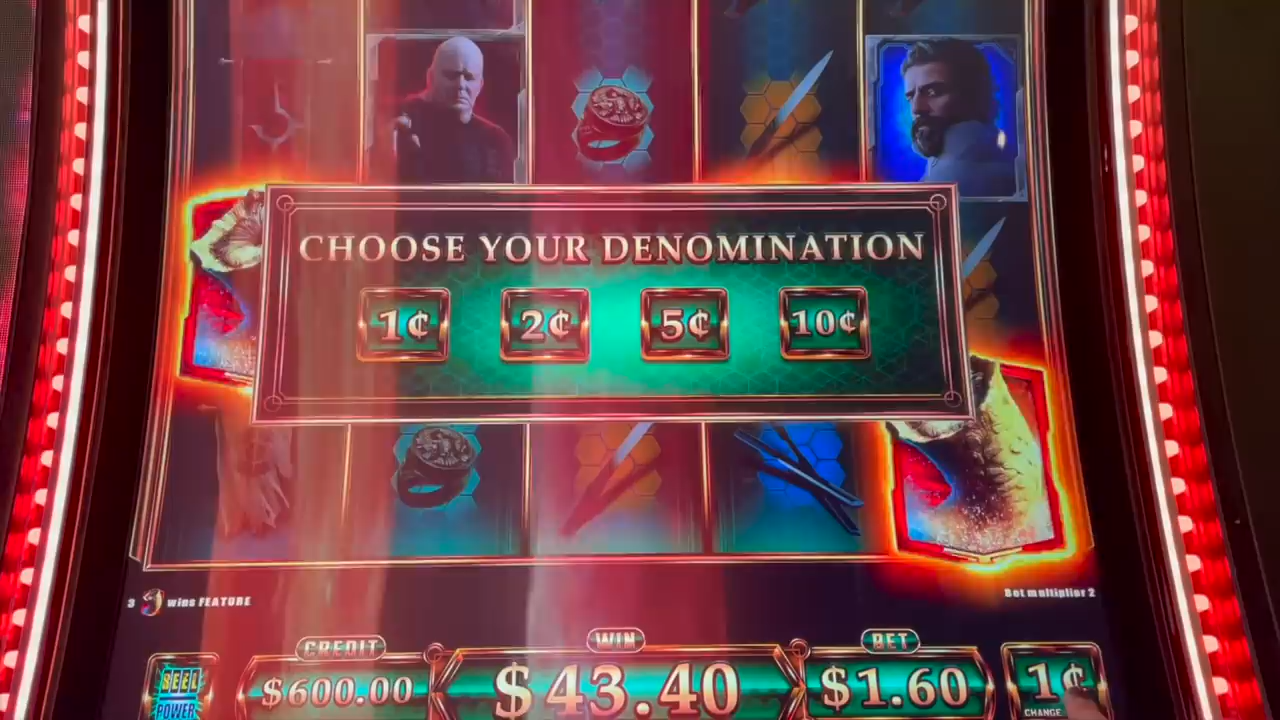 CHOOSE YOUR DENOMINATION
1¢ 2¢ 5¢ 10¢
3 wins FEATURE
Bet multiplier 2
CREDIT WIN BET
REEL POWER
$600.00 $43.40 $1.60 1¢
CHANGE